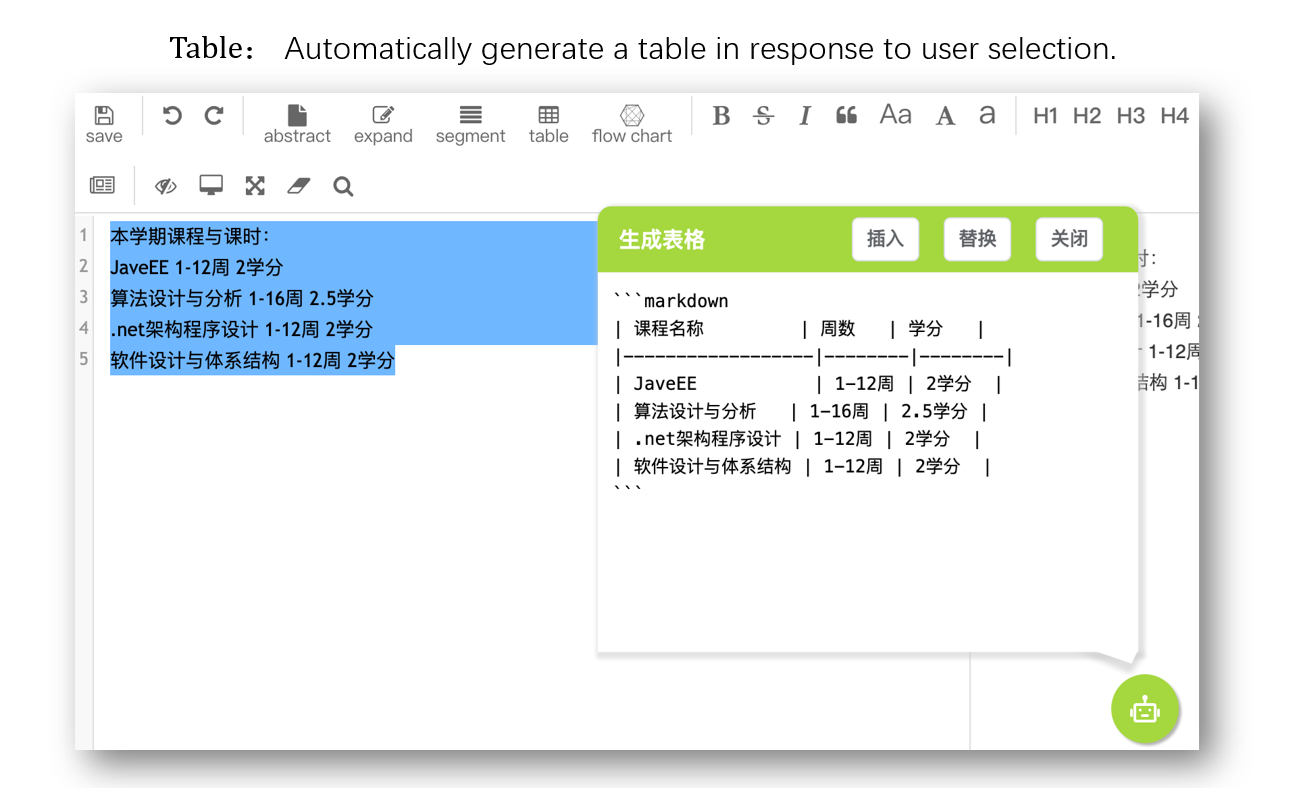 Table： Automatically generate a table in response to user selection.
save abstract expand segment table flow chart B S I Aa A a H1 H2 H3 H4
1 本学期课程与课时：
2 JaveEE 1-12周 2学分
3 算法设计与分析 1-16周 2.5学分
4 .net架构程序设计 1-12周 2学分
5 软件设计与体系结构 1-12周 2学分
生成表格 插入 替换 关闭
```markdown
| 课程名称 | 周数 | 学分 |
|------------------|--------|--------|
| JaveEE | 1-12周 | 2学分 |
| 算法设计与分析 | 1-16周 | 2.5学分 |
| .net架构程序设计 | 1-12周 | 2学分 |
| 软件设计与体系结构 | 1-12周 | 2学分 |
```
时：
2学分
1-16周
1-12周
结构 1-1